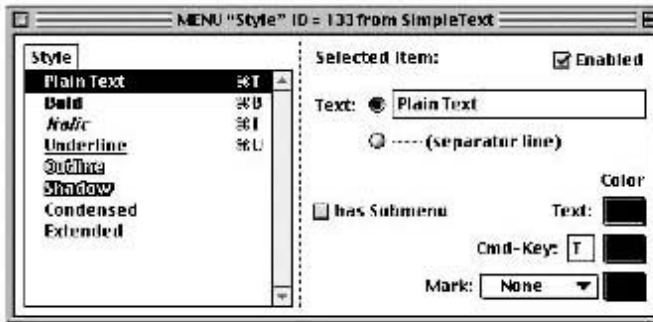 MENU “Style” ID = 133 from SimpleText
Style
Plain Text ⌘T
Bold ⌘B
Italic ⌘I
Underline ⌘U
Outline
Shadow
Condensed
Extended
Selected Item:
Enabled
Text: Plain Text
----- (separator line)
Color
has Submenu
Text:
Cmd-Key: T
Mark: None